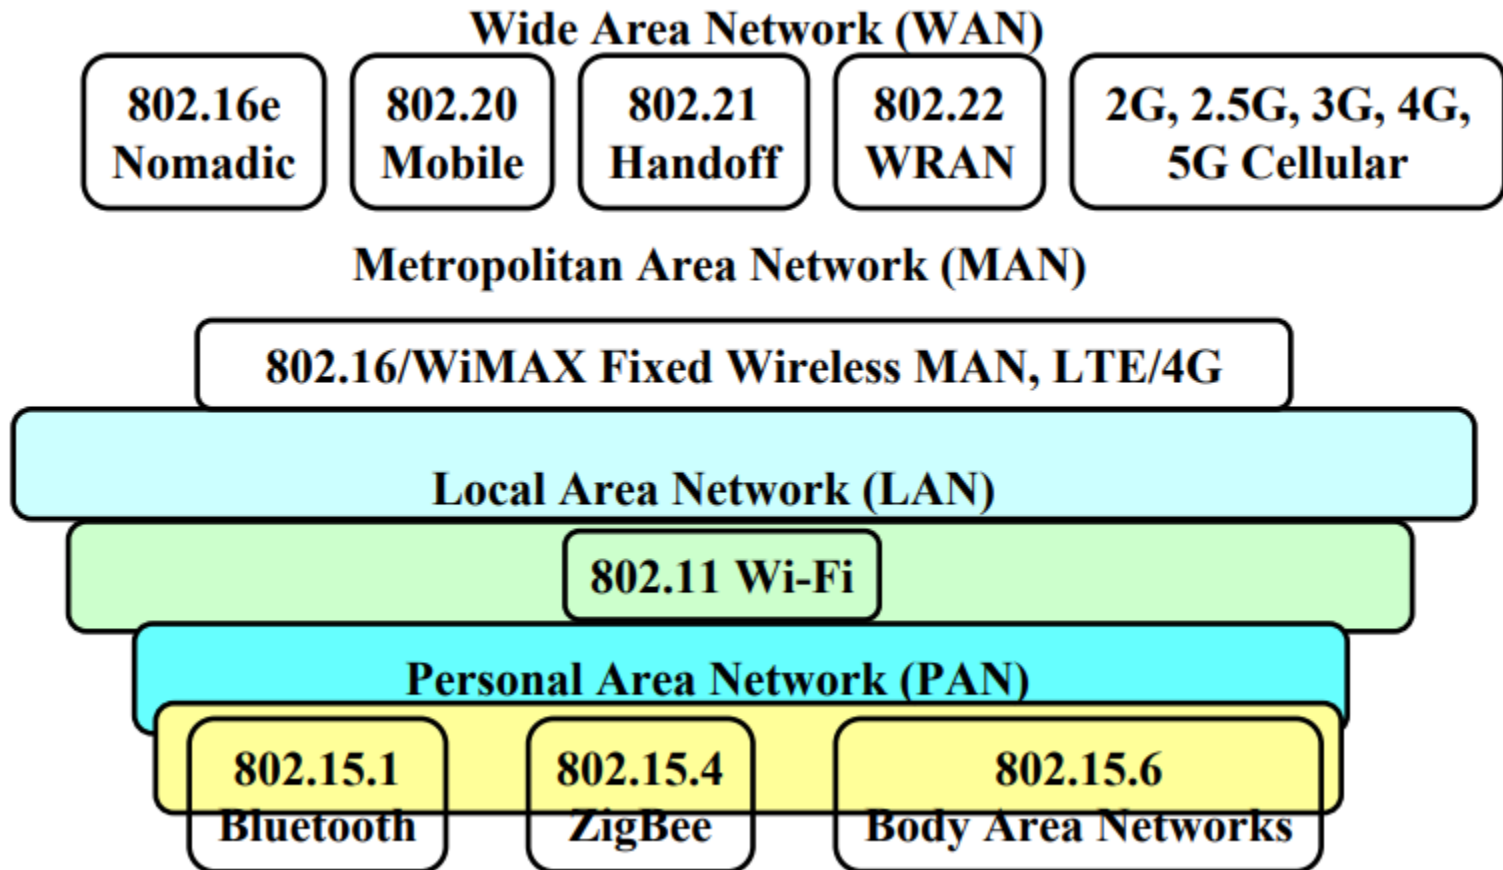 Wide Area Network (WAN)
802.16e
Nomadic
802.20
Mobile
802.21
Handoff
802.22
WRAN
2G, 2.5G, 3G, 4G,
5G Cellular
Metropolitan Area Network (MAN)
802.16/WiMAX Fixed Wireless MAN, LTE/4G
Local Area Network (LAN)
802.11 Wi-Fi
Personal Area Network (PAN)
802.15.1
Bluetooth
802.15.4
ZigBee
802.15.6
Body Area Networks